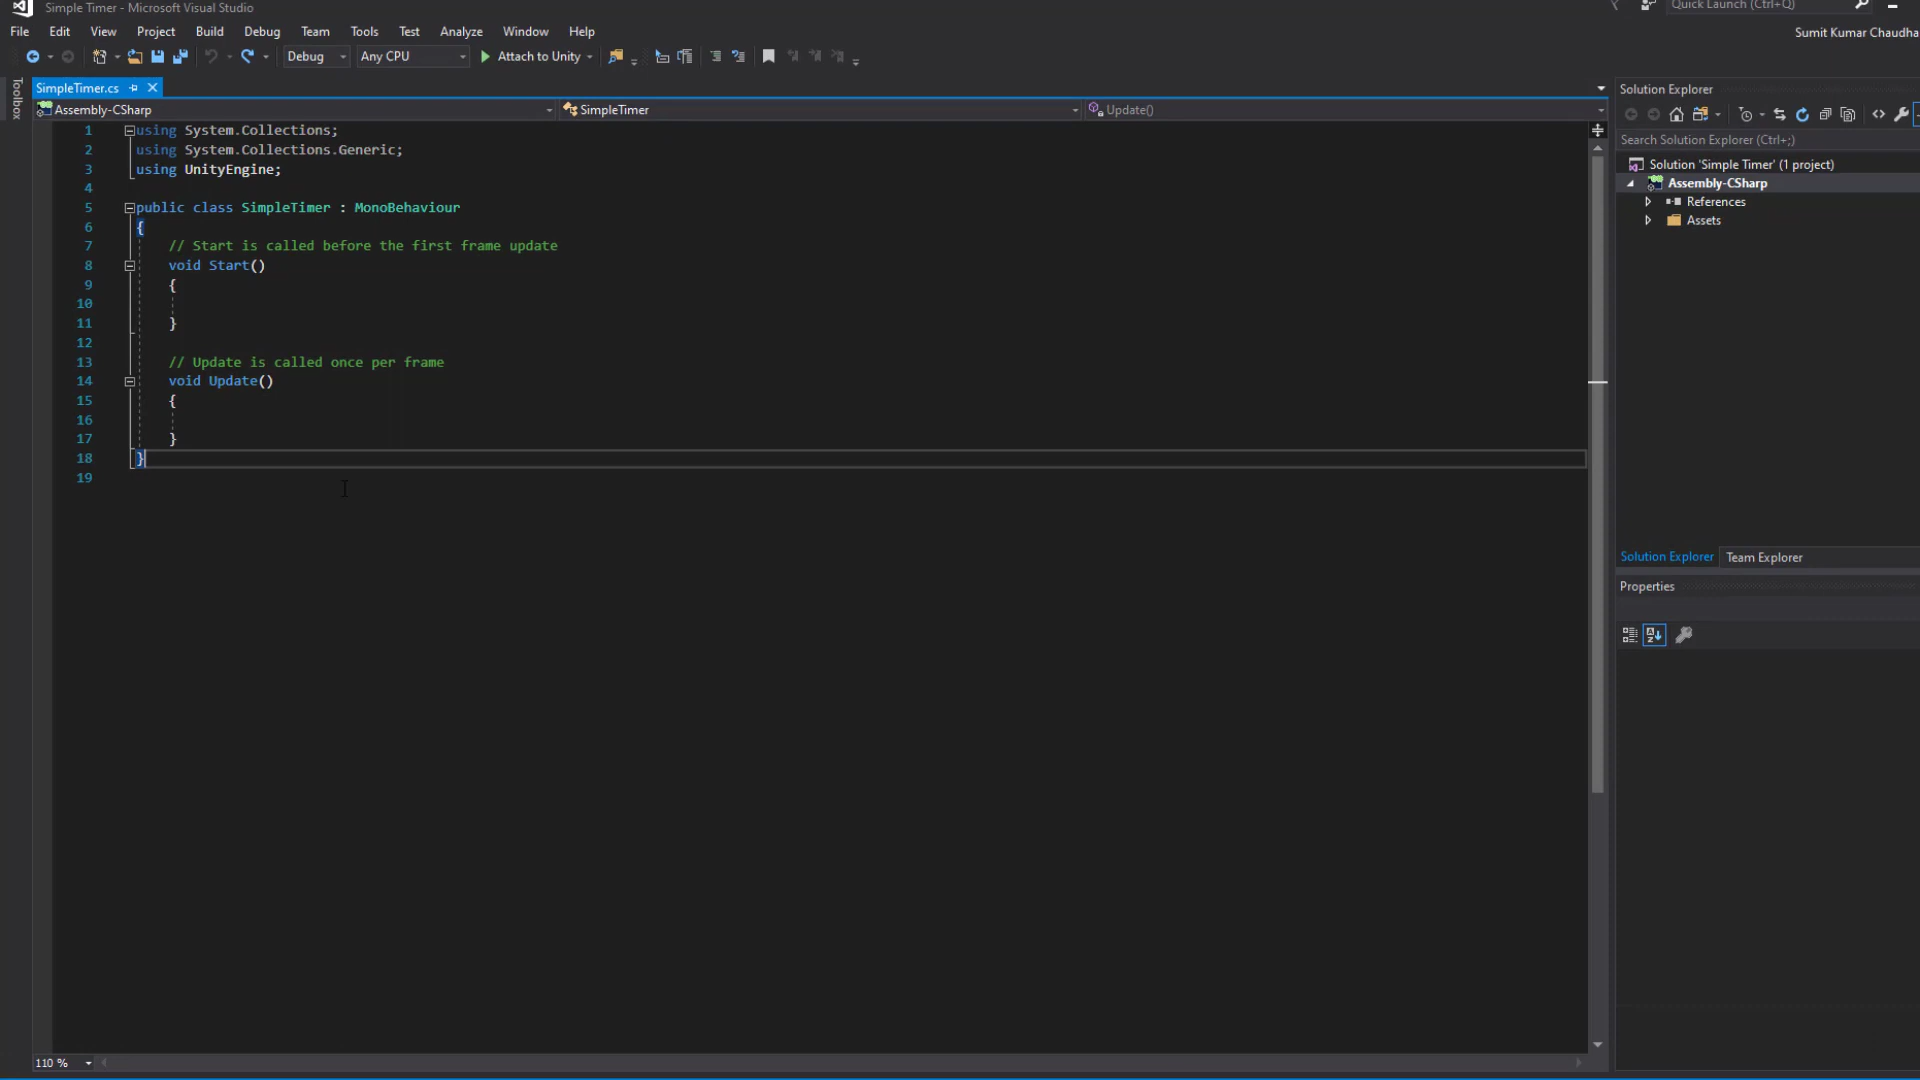 Simple Timer - Microsoft Visual Studio
Quick Launch (Ctrl+Q)
File Edit View Project Build Debug Team Tools Test Analyze Window Help
Sumit Kumar Chaudha
Debug Any CPU Attach to Unity
Toolbox
SimpleTimer.cs
Assembly-CSharp SimpleTimer Update()
1 using System.Collections;
2 using System.Collections.Generic;
3 using UnityEngine;
4
5 public class SimpleTimer : MonoBehaviour
6 {
7 // Start is called before the first frame update
8 void Start()
9 {
10
11 }
12
13 // Update is called once per frame
14 void Update()
15 {
16
17 }
18 }
19
110 %
Solution Explorer
Search Solution Explorer (Ctrl+;)
Solution 'Simple Timer' (1 project)
Assembly-CSharp
References
Assets
Solution Explorer Team Explorer
Properties